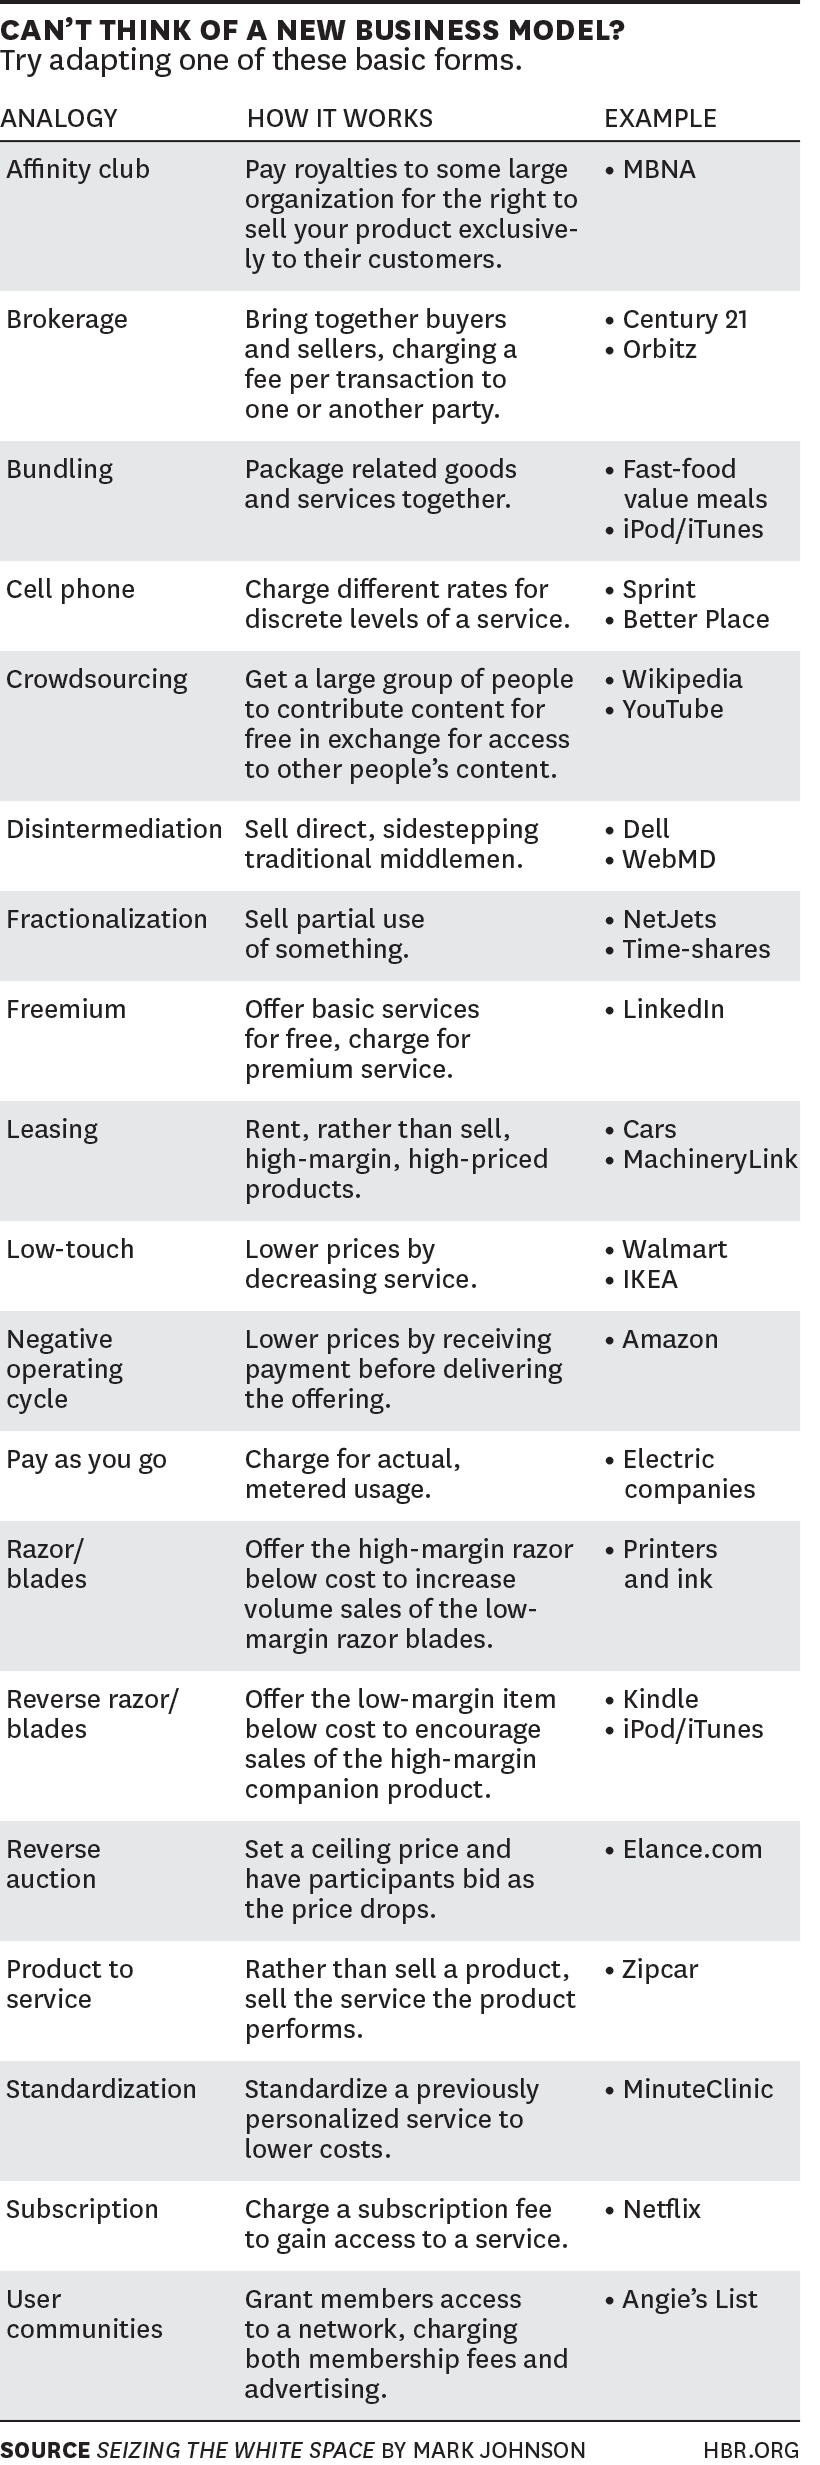 CAN’T THINK OF A NEW BUSINESS MODEL?
Try adapting one of these basic forms.
ANALOGY HOW IT WORKS EXAMPLE
Affinity club Pay royalties to some large • MBNA
organization for the right to
sell your product exclusive-
ly to their customers.
Brokerage Bring together buyers • Century 21
and sellers, charging a • Orbitz
fee per transaction to
one or another party.
Bundling Package related goods • Fast-food
and services together. value meals
• iPod/iTunes
Cell phone Charge different rates for • Sprint
discrete levels of a service. • Better Place
Crowdsourcing Get a large group of people • Wikipedia
to contribute content for • YouTube
free in exchange for access
to other people’s content.
Disintermediation Sell direct, sidestepping • Dell
traditional middlemen. • WebMD
Fractionalization Sell partial use • NetJets
of something. • Time-shares
Freemium Offer basic services • LinkedIn
for free, charge for
premium service.
Leasing Rent, rather than sell, • Cars
high-margin, high-priced • MachineryLink
products.
Low-touch Lower prices by • Walmart
decreasing service. • IKEA
Negative Lower prices by receiving • Amazon
operating payment before delivering
cycle the offering.
Pay as you go Charge for actual, • Electric
metered usage. companies
Razor/ Offer the high-margin razor • Printers
blades below cost to increase and ink
volume sales of the low-
margin razor blades.
Reverse razor/ Offer the low-margin item • Kindle
blades below cost to encourage • iPod/iTunes
sales of the high-margin
companion product.
Reverse Set a ceiling price and • Elance.com
auction have participants bid as
the price drops.
Product to Rather than sell a product, • Zipcar
service sell the service the product
performs.
Standardization Standardize a previously • MinuteClinic
personalized service to
lower costs.
Subscription Charge a subscription fee • Netflix
to gain access to a service.
User Grant members access • Angie’s List
communities to a network, charging
both membership fees and
advertising.
SOURCE SEIZING THE WHITE SPACE BY MARK JOHNSON HBR.ORG